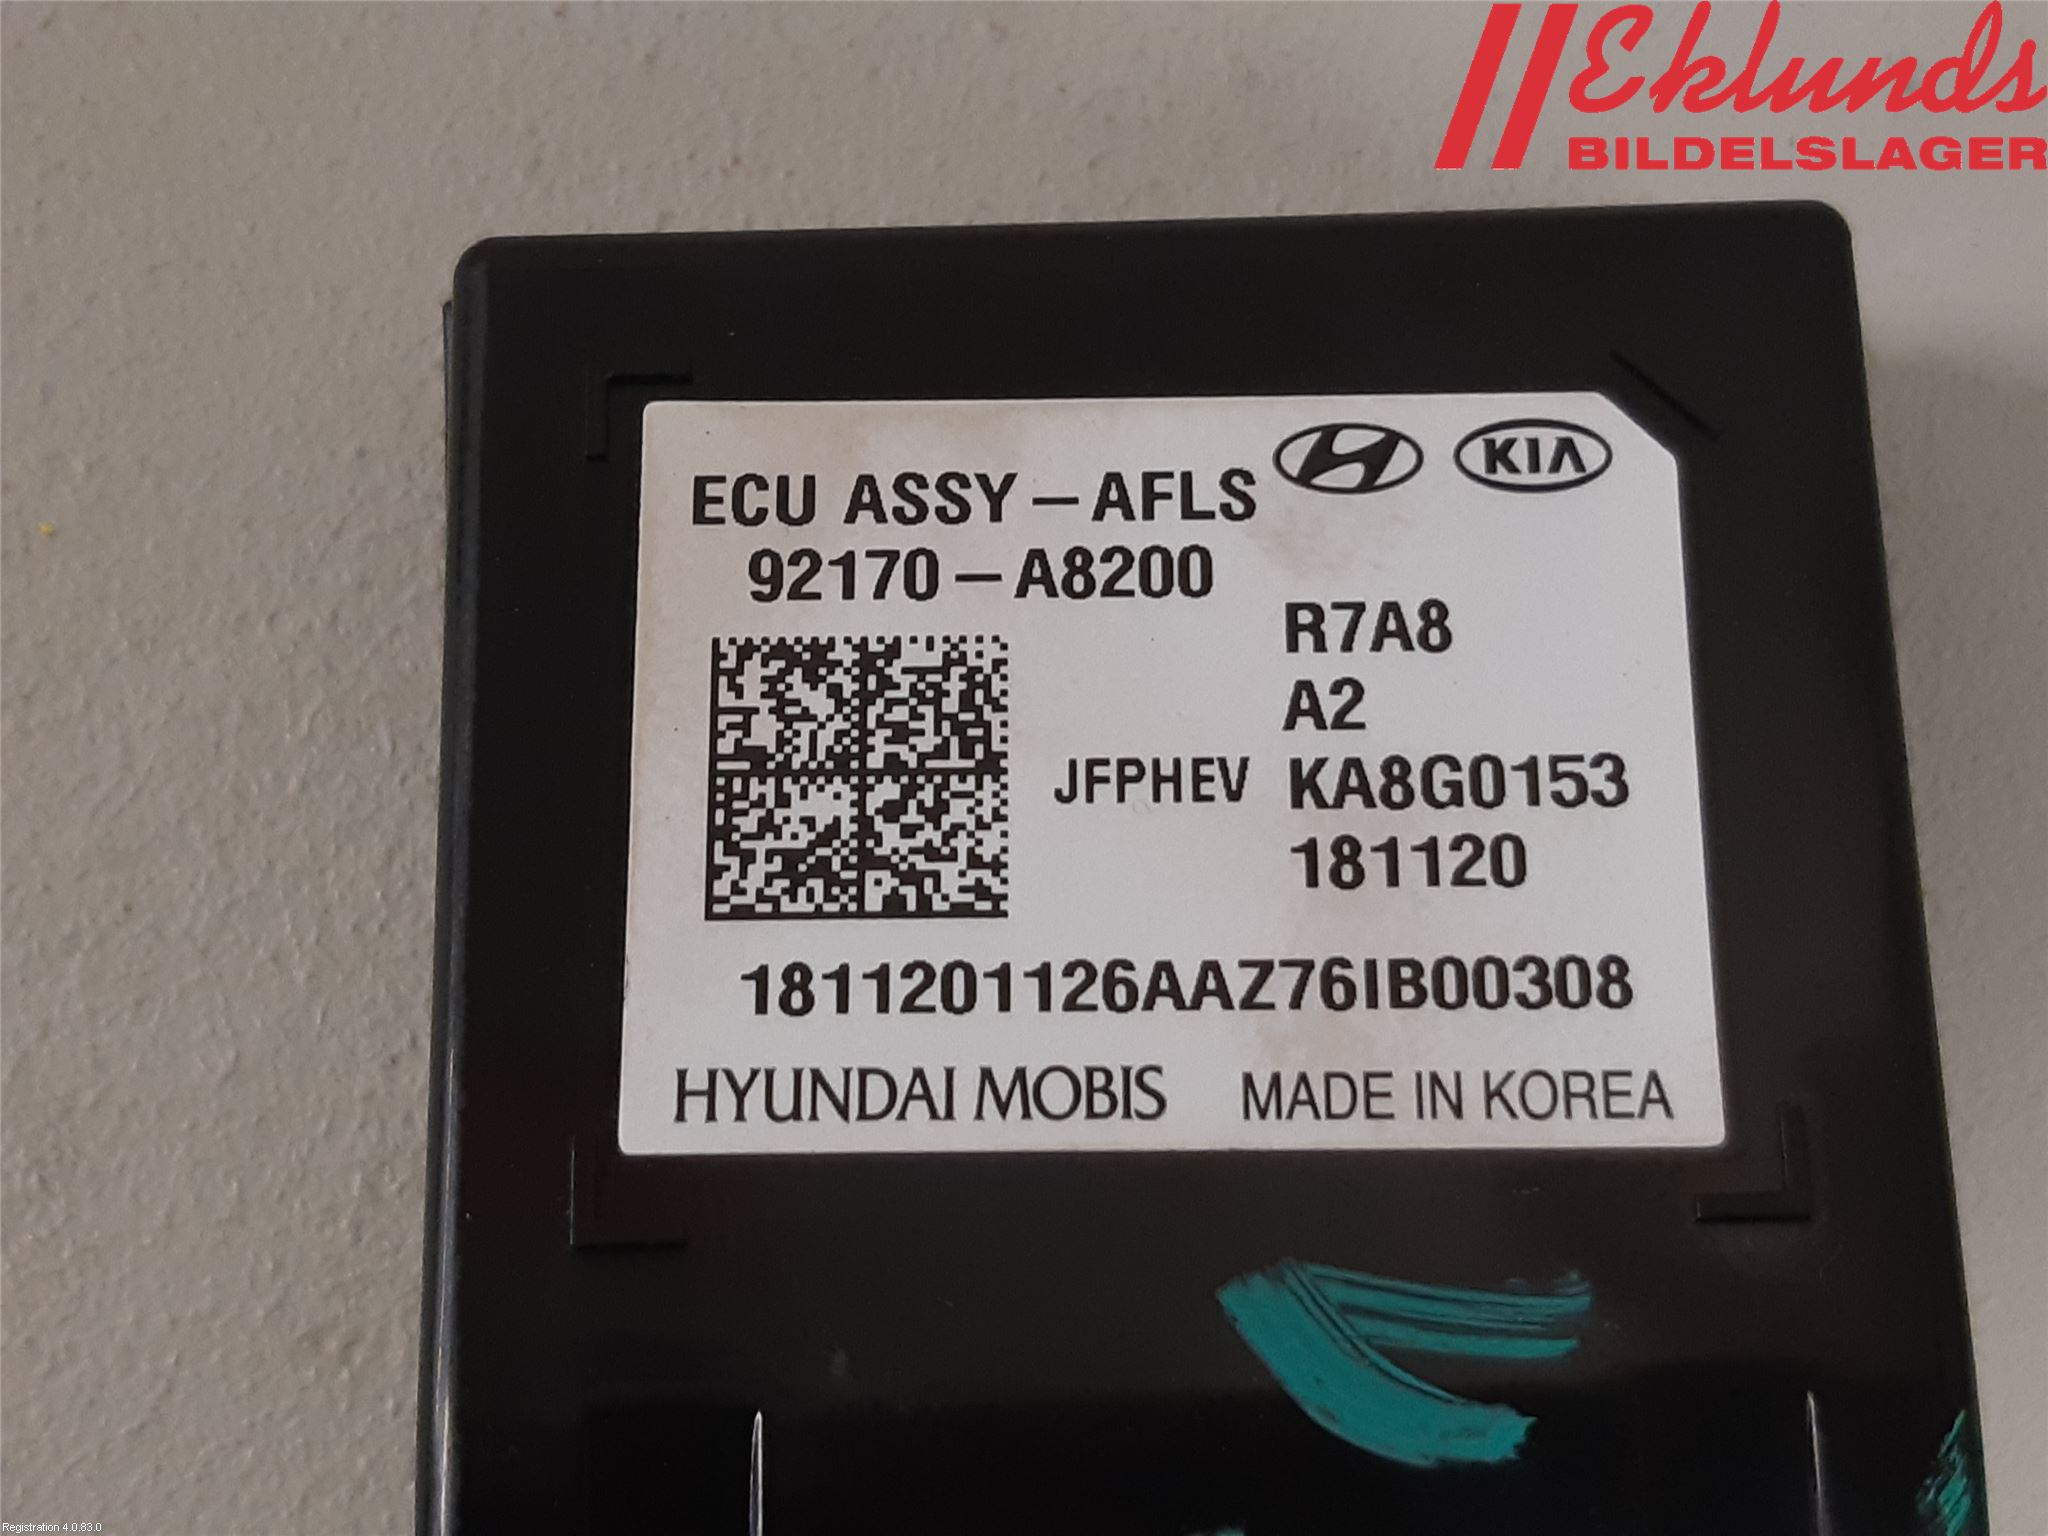 Eklunds
BILDELSLAGER
KIA
ECU ASSY-AFLS
92170-A8200
R7A8
A2
JFPHEV KA8G0153
181120
1811201126AAZ76IB00308
HYUNDAI MOBIS MADE IN KOREA
Registration 4.0.83.0